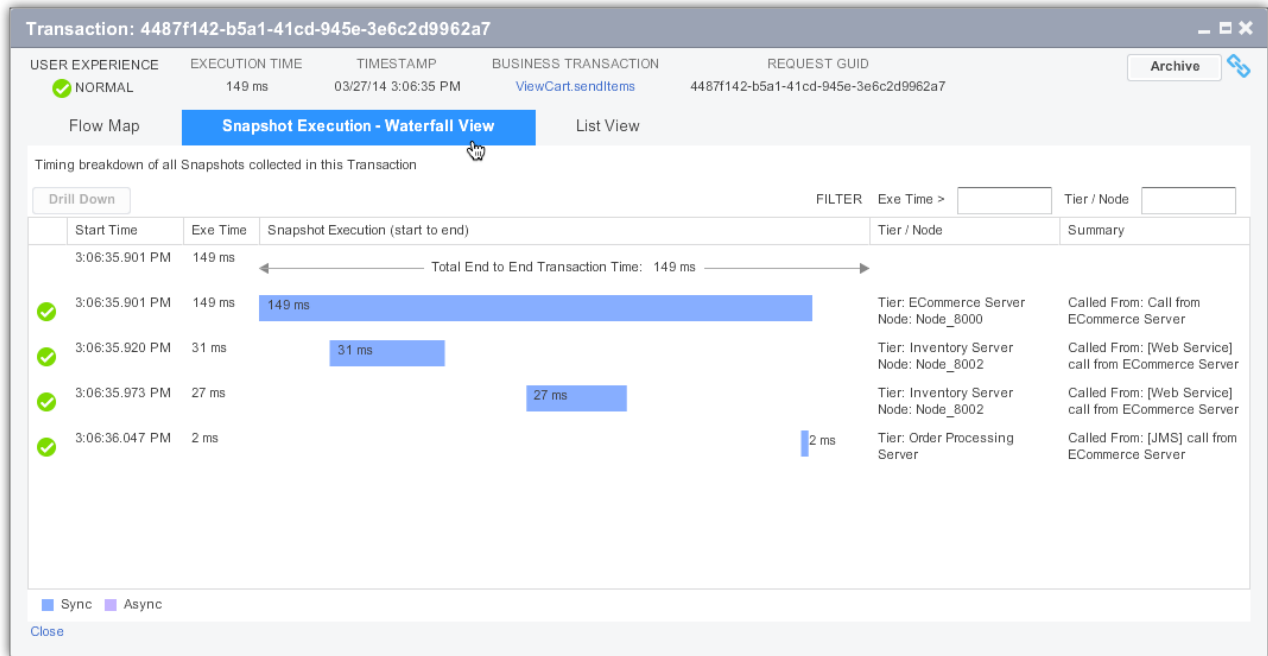 Transaction: 4487f142-b5a1-41cd-945e-3e6c2d9962a7
USER EXPERIENCE EXECUTION TIME TIMESTAMP BUSINESS TRANSACTION REQUEST GUID
NORMAL 149 ms 03/27/14 3:06:35 PM ViewCart.sendItems 4487f142-b5a1-41cd-945e-3e6c2d9962a7
Archive
Flow Map Snapshot Execution - Waterfall View List View
Timing breakdown of all Snapshots collected in this Transaction
Drill Down FILTER Exe Time > Tier / Node
Start Time Exe Time Snapshot Execution (start to end) Tier / Node Summary
3:06:35.901 PM 149 ms Total End to End Transaction Time: 149 ms
3:06:35.901 PM 149 ms 149 ms Tier: ECommerce Server Called From: Call from
Node: Node_8000 ECommerce Server
3:06:35.920 PM 31 ms 31 ms Tier: Inventory Server Called From: [Web Service]
Node: Node_8002 call from ECommerce Server
3:06:35.973 PM 27 ms 27 ms Tier: Inventory Server Called From: [Web Service]
Node: Node_8002 call from ECommerce Server
3:06:36.047 PM 2 ms 2 ms Tier: Order Processing Called From: [JMS] call from
Server ECommerce Server
Sync Async
Close